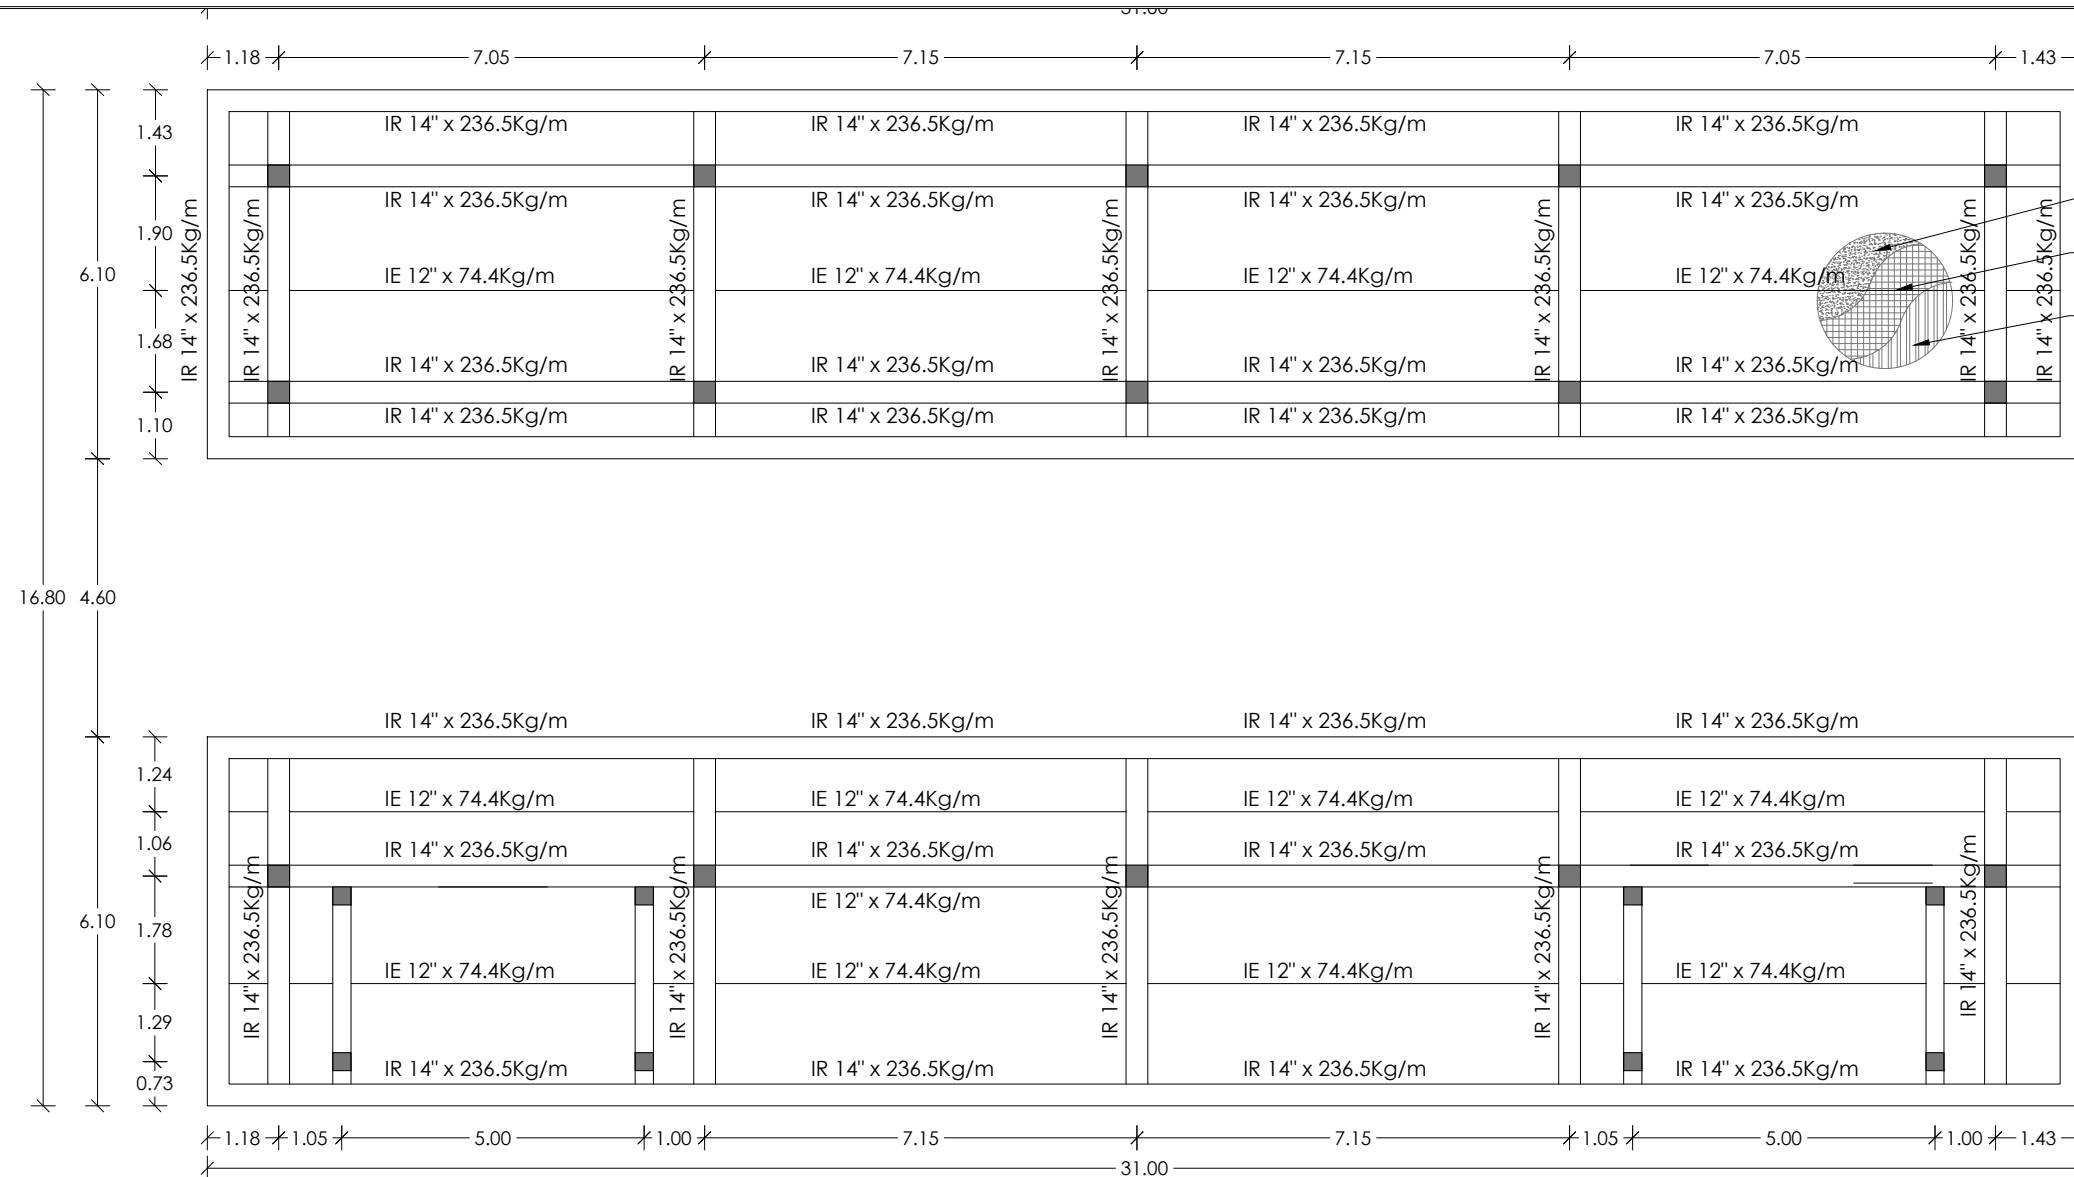 31.00
1.18 7.05 7.15 7.15 7.05 1.43
IR 14" x 236.5Kg/m IR 14" x 236.5Kg/m IR 14" x 236.5Kg/m IR 14" x 236.5Kg/m
1.43
IR 14" x 236.5Kg/m IR 14" x 236.5Kg/m IR 14" x 236.5Kg/m IR 14" x 236.5Kg/m
1.90
6.10
IE 12" x 74.4Kg/m IE 12" x 74.4Kg/m IE 12" x 74.4Kg/m IE 12" x 74.4Kg/m
IR 14" x 236.5Kg/m
IR 14" x 236.5Kg/m
IR 14" x 236.5Kg/m
IR 14" x 236.5Kg/m
IR 14" x 236.5Kg/m
IR 14" x 236.5Kg/m
IR 14" x 236.5Kg/m
1.68
IR 14" x 236.5Kg/m IR 14" x 236.5Kg/m IR 14" x 236.5Kg/m IR 14" x 236.5Kg/m
IR 14" x 236.5Kg/m IR 14" x 236.5Kg/m IR 14" x 236.5Kg/m IR 14" x 236.5Kg/m
1.10
16.80 4.60
IR 14" x 236.5Kg/m IR 14" x 236.5Kg/m IR 14" x 236.5Kg/m IR 14" x 236.5Kg/m
1.24
IE 12" x 74.4Kg/m IE 12" x 74.4Kg/m IE 12" x 74.4Kg/m IE 12" x 74.4Kg/m
1.06
IR 14" x 236.5Kg/m IR 14" x 236.5Kg/m IR 14" x 236.5Kg/m IR 14" x 236.5Kg/m
IE 12" x 74.4Kg/m
6.10
1.78
IR 14" x 236.5Kg/m
IR 14" x 236.5Kg/m
IR 14" x 236.5Kg/m
IR 14" x 236.5Kg/m
IR 14" x 236.5Kg/m
IE 12" x 74.4Kg/m IE 12" x 74.4Kg/m IE 12" x 74.4Kg/m IE 12" x 74.4Kg/m
1.29
IR 14" x 236.5Kg/m IR 14" x 236.5Kg/m IR 14" x 236.5Kg/m IR 14" x 236.5Kg/m
0.73
1.18 1.05 5.00 1.00 7.15 7.15 1.05 5.00 1.00 1.43
31.00